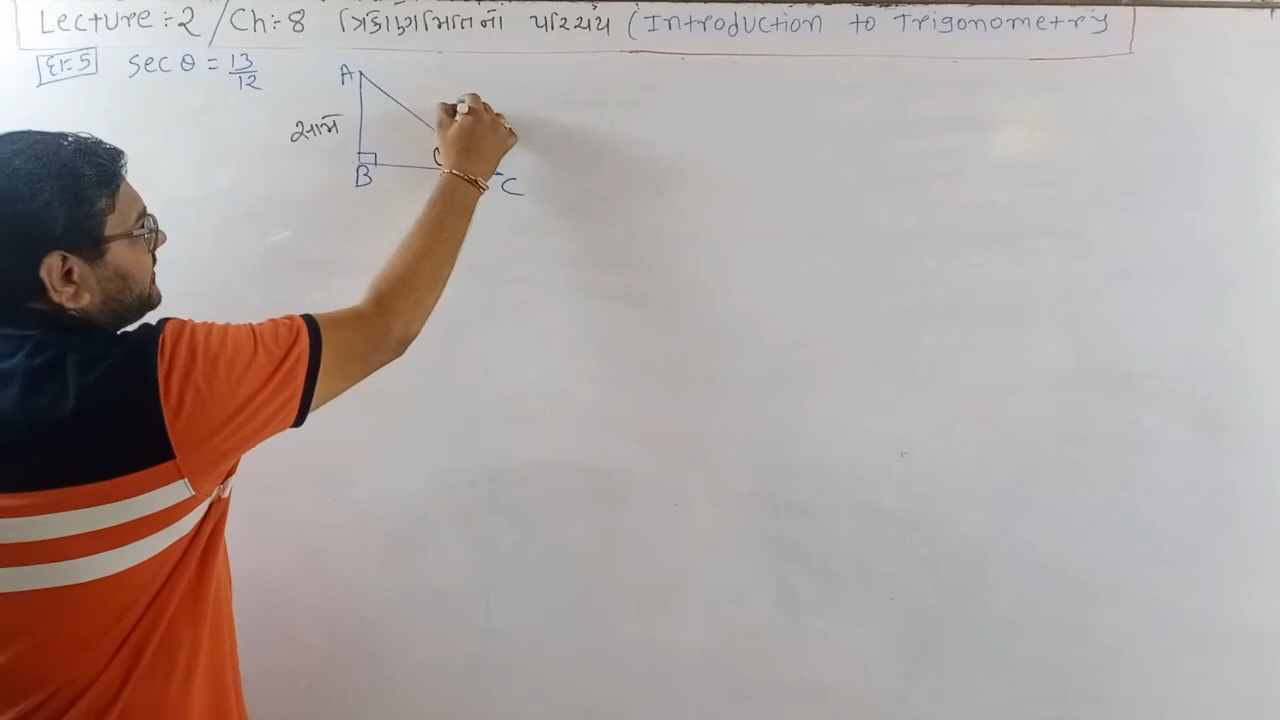 Lecture :- 2 / Ch :- 8 ત્રિકોણમિતિનો પરિચય (Introduction to Trigonometry
દા:-5 sec θ = 13/12
A
સામે
B
C